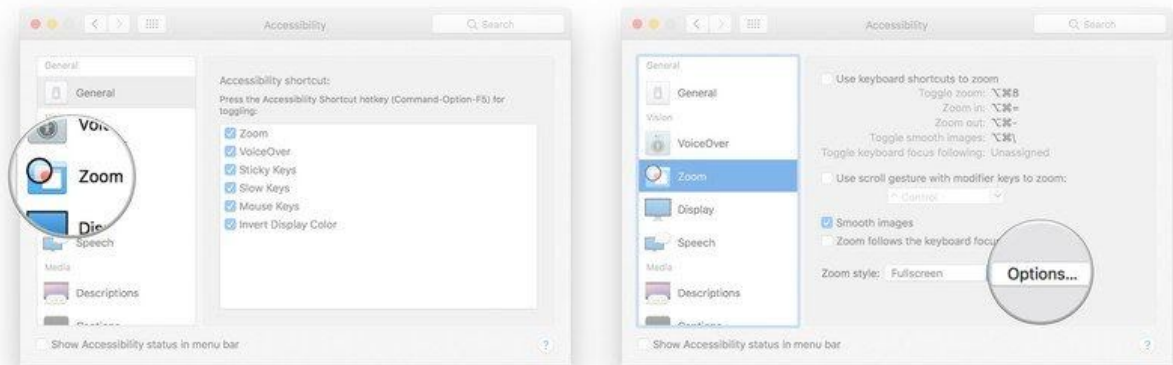 Accessibility
Search
General
General
Zoom
Speech
Media
Descriptions
Accessibility shortcut:
Press the Accessibility Shortcut hotkey (Command-Option-F5) for
toggling:
Zoom
VoiceOver
Sticky Keys
Slow Keys
Mouse Keys
Invert Display Color
Show Accessibility status in menu bar
?
Accessibility
Search
General
General
Vision
VoiceOver
Zoom
Display
Speech
Media
Descriptions
Use keyboard shortcuts to zoom
Toggle zoom: ⌥⌘8
Zoom in: ⌥⌘=
Zoom out: ⌥⌘-
Toggle smooth images: ⌥⌘\
Toggle keyboard focus following: Unassigned
Use scroll gesture with modifier keys to zoom:
^ Control
Smooth images
Zoom follows the keyboard
Zoom style: Fullscreen
Options...
Show Accessibility status in menu bar
?